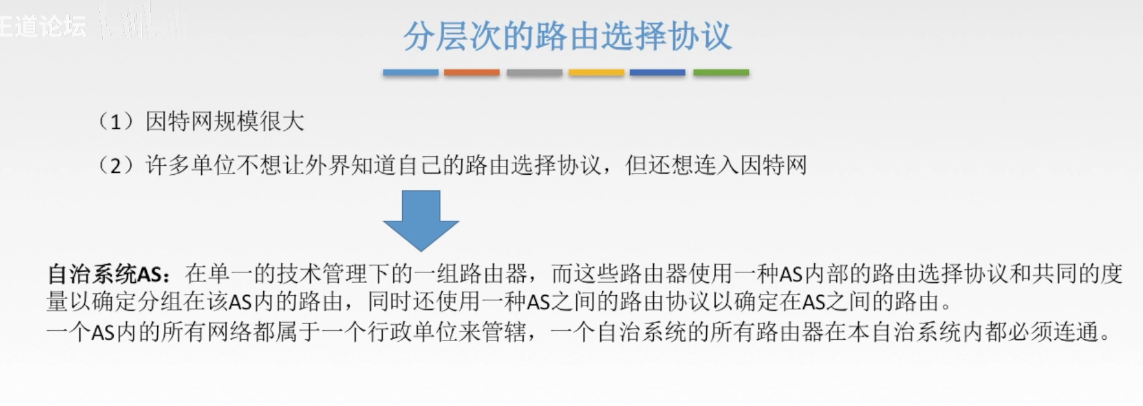 王道论坛
分层次的路由选择协议
（1）因特网规模很大
（2）许多单位不想让外界知道自己的路由选择协议，但还想连入因特网
自治系统AS：在单一的技术管理下的一组路由器，而这些路由器使用一种AS内部的路由选择协议和共同的度
量以确定分组在该AS内的路由，同时还使用一种AS之间的路由协议以确定在AS之间的路由。
一个AS内的所有网络都属于一个行政单位来管辖，一个自治系统的所有路由器在本自治系统内都必须连通。